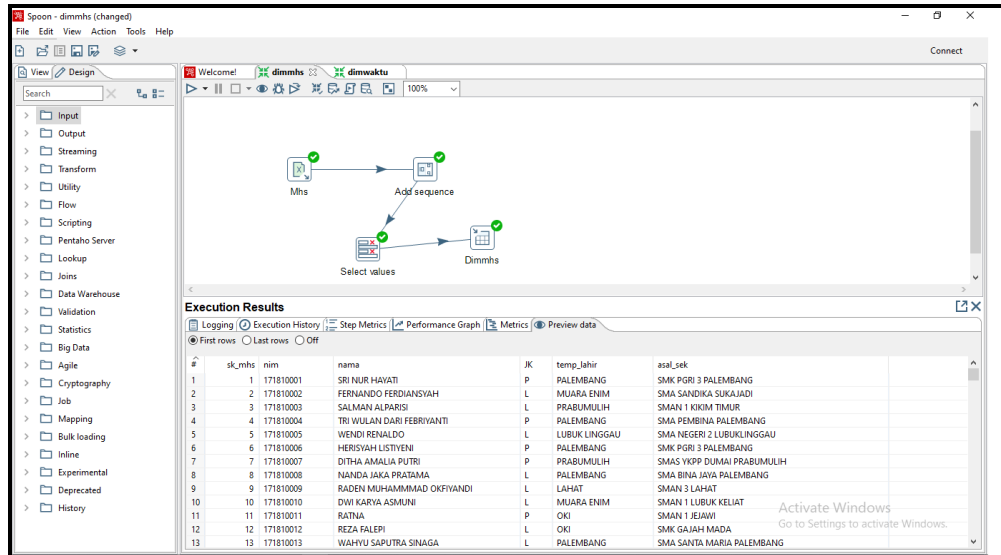 Spoon - dimmhs (changed)
File Edit View Action Tools Help
Connect
View Design
Welcome! dimmhs dimwaktu
Search
100%
Input
Output
Streaming
Transform
Utility
Flow
Scripting
Pentaho Server
Lookup
Joins
Data Warehouse
Validation
Statistics
Big Data
Agile
Cryptography
Job
Mapping
Bulk loading
Inline
Experimental
Deprecated
History
Mhs
Add sequence
Select values
Dimmhs
Execution Results
Logging Execution History Step Metrics Performance Graph Metrics Preview data
First rows Last rows Off
# sk_mhs nim nama JK temp_lahir asal_sek
1 1 171810001 SRI NUR HAYATI P PALEMBANG SMK PGRI 3 PALEMBANG
2 2 171810002 FERNANDO FERDIANSYAH L MUARA ENIM SMA SANDIKA SUKAJADI
3 3 171810003 SALMAN ALPARISI L PRABUMULIH SMAN 1 KIKIM TIMUR
4 4 171810004 TRI WULAN DARI FEBRIYANTI P PALEMBANG SMA PEMBINA PALEMBANG
5 5 171810005 WENDI RENALDO L LUBUK LINGGAU SMA NEGERI 2 LUBUKLINGGAU
6 6 171810006 HERISYAH LISTIYENI P PALEMBANG SMK PGRI 3 PALEMBANG
7 7 171810007 DITHA AMALIA PUTRI P PRABUMULIH SMAS YKPP DUMAI PRABUMULIH
8 8 171810008 NANDA JAKA PRATAMA L PALEMBANG SMA BINA JAYA PALEMBANG
9 9 171810009 RADEN MUHAMMMAD OKFIYANDI L LAHAT SMAN 3 LAHAT
10 10 171810010 DWI KARYA ASMUNI L MUARA ENIM SMAN 1 LUBUK KELIAT
11 11 171810011 RATNA P OKI SMAN 1 JEJAWI
12 12 171810012 REZA FALEPI L OKI SMK GAJAH MADA
13 13 171810013 WAHYU SAPUTRA SINAGA L PALEMBANG SMA SANTA MARIA PALEMBANG
Activate Windows
Go to Settings to activate Windows.